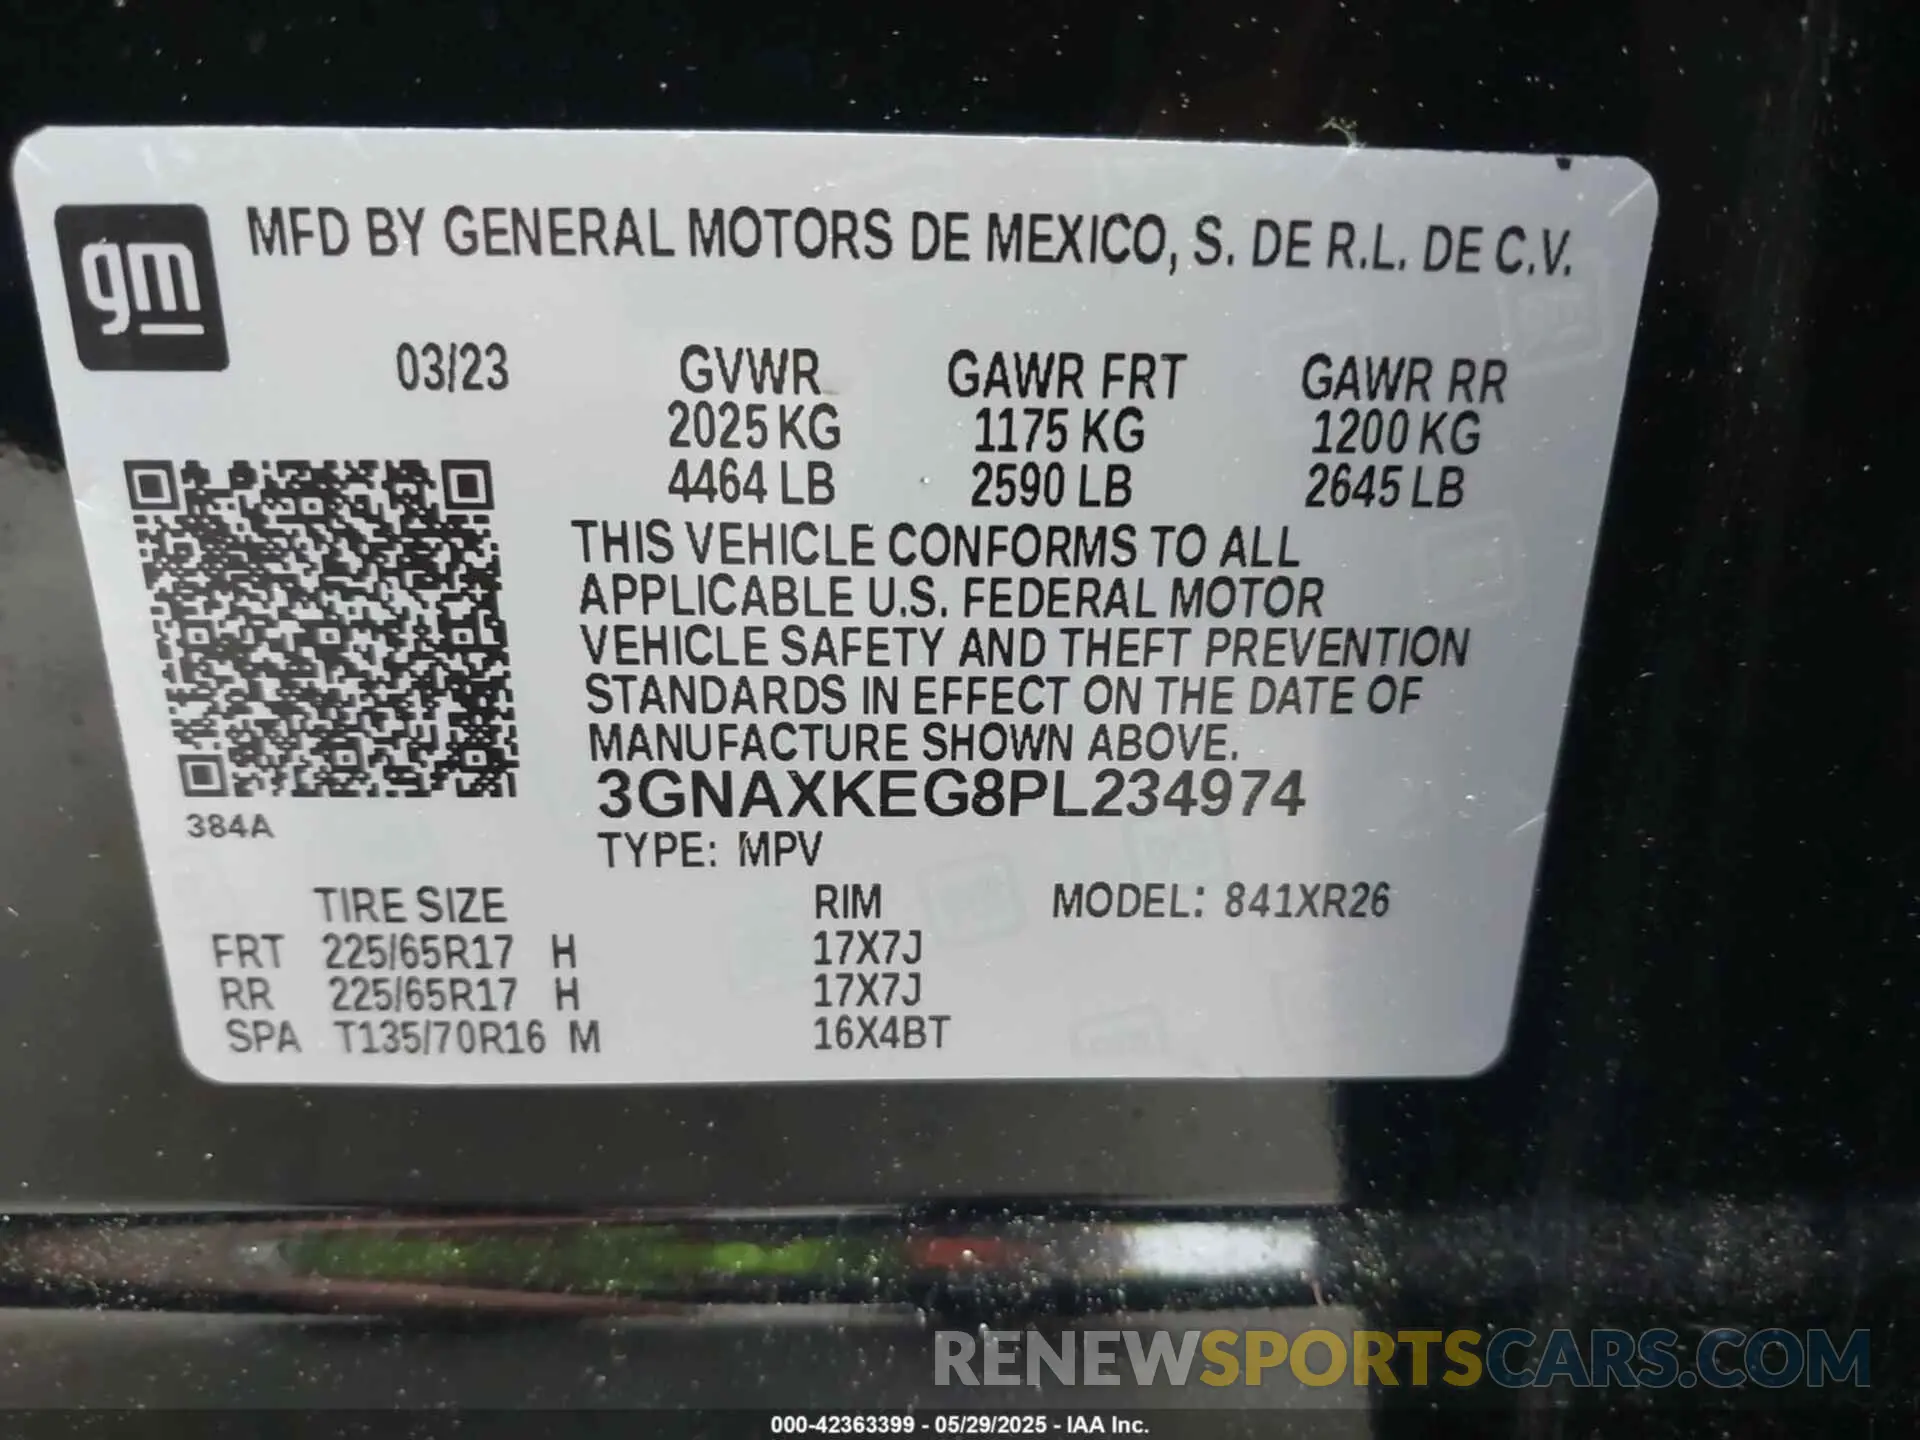 gm
MFD BY GENERAL MOTORS DE MEXICO, S. DE R.L. DE C.V.
03/23 GVWR GAWR FRT GAWR RR
2025 KG 1175 KG 1200 KG
4464 LB 2590 LB 2645 LB
THIS VEHICLE CONFORMS TO ALL
APPLICABLE U.S. FEDERAL MOTOR
VEHICLE SAFETY AND THEFT PREVENTION
STANDARDS IN EFFECT ON THE DATE OF
MANUFACTURE SHOWN ABOVE.
3GNAXKEG8PL234974
384A
TYPE: MPV
TIRE SIZE RIM MODEL: 841XR26
FRT 225/65R17 H 17X7J
RR 225/65R17 H 17X7J
SPA T135/70R16 M 16X4BT
RENEWSPORTSCARS.COM
000-42363399 - 05/29/2025 - IAA Inc.